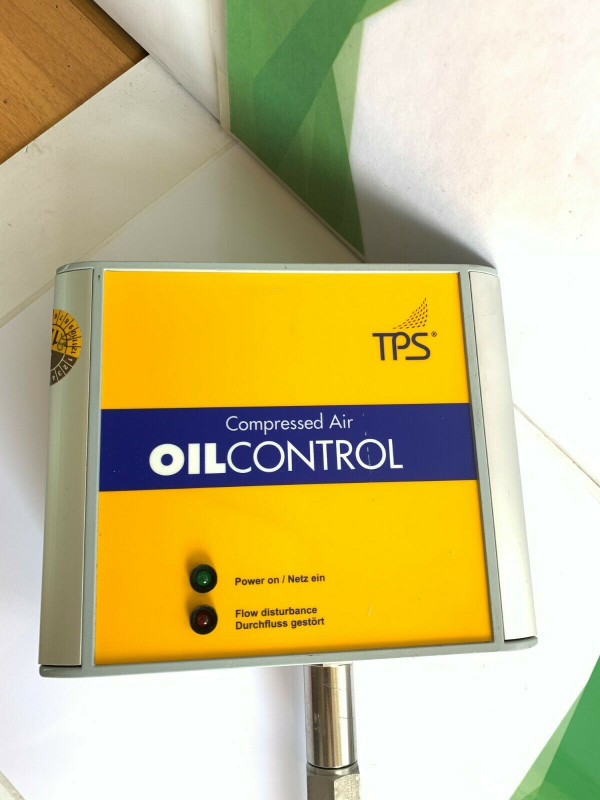 TPS®
Compressed Air
OILCONTROL
Power on / Netz ein
Flow disturbance
Durchfluss gestört